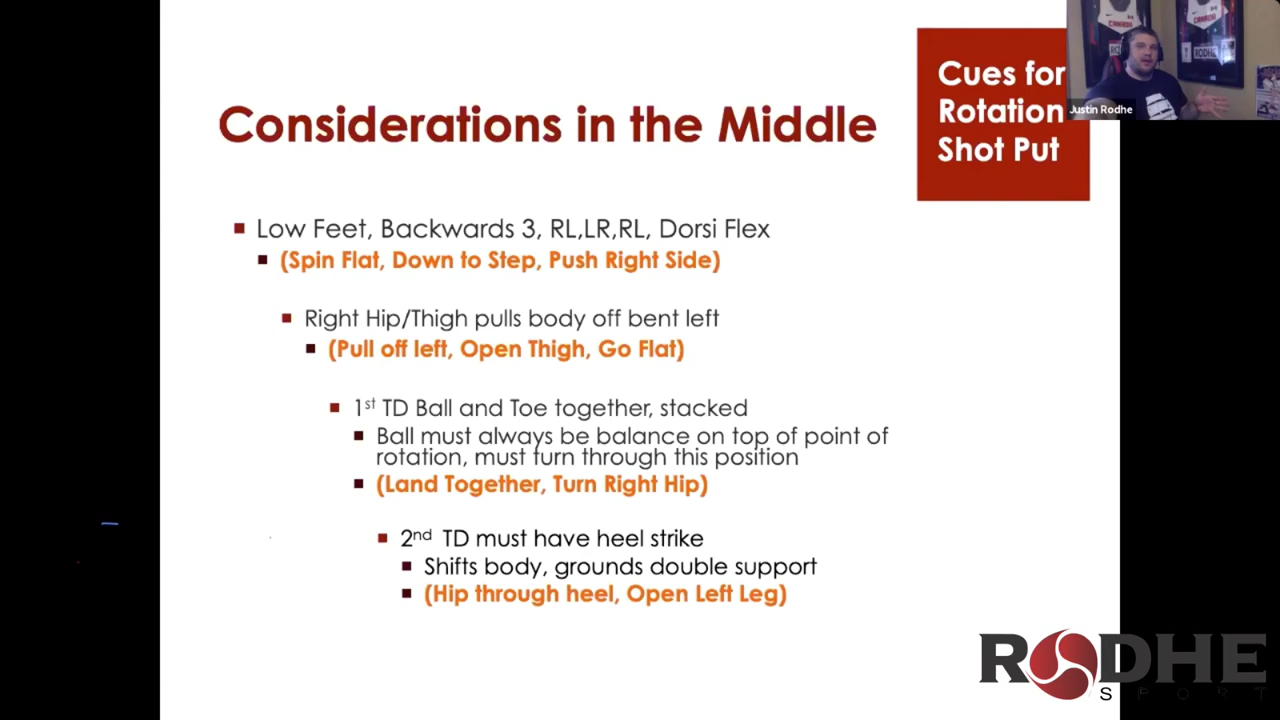 Cues for
Rotation
Shot Put
Justin Rodhe
CANADA
RODHE
Considerations in the Middle
Low Feet, Backwards 3, RL,LR,RL, Dorsi Flex
(Spin Flat, Down to Step, Push Right Side)
Right Hip/Thigh pulls body off bent left
(Pull off left, Open Thigh, Go Flat)
1st TD Ball and Toe together, stacked
Ball must always be balance on top of point of
rotation, must turn through this position
(Land Together, Turn Right Hip)
2nd TD must have heel strike
Shifts body, grounds double support
(Hip through heel, Open Left Leg)
RODHE
SPORT